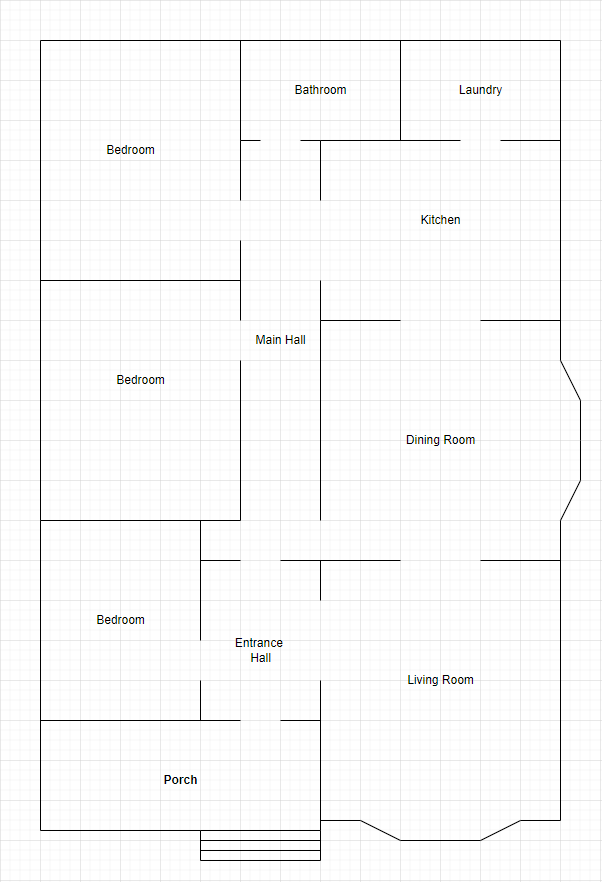 Bathroom
Laundry
Bedroom
Kitchen
Main Hall
Bedroom
Dining Room
Bedroom
Entrance
Hall
Living Room
Porch